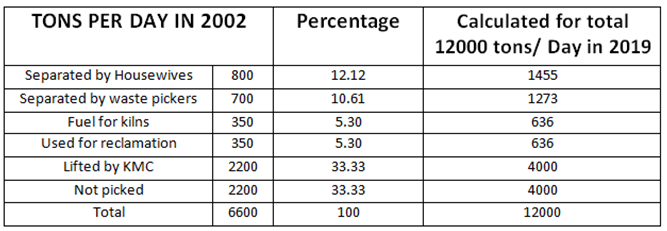 TONS PER DAY IN 2002 Percentage Calculated for total
12000 tons/ Day in 2019
Separated by Housewives 800 12.12 1455
Separated by waste pickers 700 10.61 1273
Fuel for kilns 350 5.30 636
Used for reclamation 350 5.30 636
Lifted by KMC 2200 33.33 4000
Not picked 2200 33.33 4000
Total 6600 100 12000